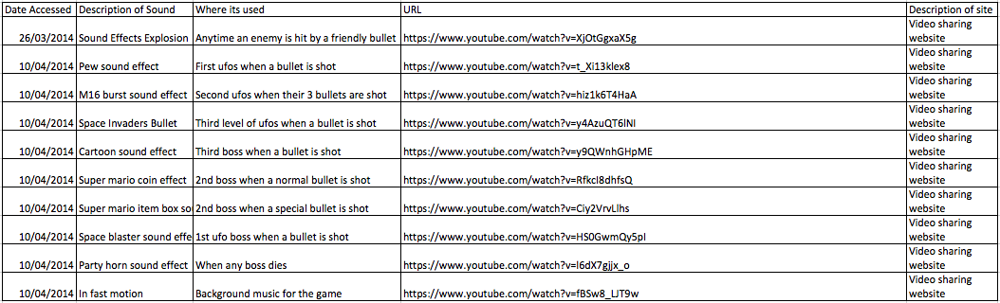 Date Accessed Description of Sound Where its used URL Description of site
26/03/2014 Sound Effects Explosion Anytime an enemy is hit by a friendly bullet https://www.youtube.com/watch?v=XjOtGgxaX5g Video sharing website
10/04/2014 Pew sound effect First ufos when a bullet is shot https://www.youtube.com/watch?v=t_Xi13klex8 Video sharing website
10/04/2014 M16 burst sound effect Second ufos when their 3 bullets are shot https://www.youtube.com/watch?v=hiz1k6T4HaA Video sharing website
10/04/2014 Space Invaders Bullet Third level of ufos when a bullet is shot https://www.youtube.com/watch?v=y4AzuQT6lNI Video sharing website
10/04/2014 Cartoon sound effect Third boss when a bullet is shot https://www.youtube.com/watch?v=y9QWnhGHpME Video sharing website
10/04/2014 Super mario coin effect 2nd boss when a normal bullet is shot https://www.youtube.com/watch?v=Rfkcl8dhfsQ Video sharing website
10/04/2014 Super mario item box so 2nd boss when a special bullet is shot https://www.youtube.com/watch?v=Ciy2VrvLlhs Video sharing website
10/04/2014 Space blaster sound effe 1st ufo boss when a bullet is shot https://www.youtube.com/watch?v=HS0GwmQy5pI Video sharing website
10/04/2014 Party horn sound effect When any boss dies https://www.youtube.com/watch?v=l6dX7gjjx_o Video sharing website
10/04/2014 In fast motion Background music for the game https://www.youtube.com/watch?v=fBSw8_LJT9w Video sharing website